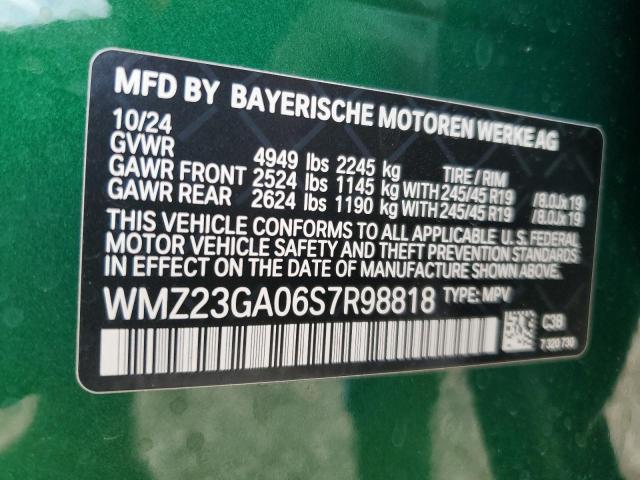 MFD BY BAYERISCHE MOTOREN WERKE AG
10/24
GVWR 4949 lbs 2245 kg TIRE / RIM
GAWR FRONT 2524 lbs 1145 kg WITH 245/45 R19 / 8.0Jx19
GAWR REAR 2624 lbs 1190 kg WITH 245/45 R19 / 8.0Jx19
THIS VEHICLE CONFORMS TO ALL APPLICABLE U. S. FEDERAL
MOTOR VEHICLE SAFETY AND THEFT PREVENTION STANDARDS
IN EFFECT ON THE DATE OF MANUFACTURE SHOWN ABOVE.
WMZ23GA06S7R98818 TYPE: MPV
C3B
7 320 730